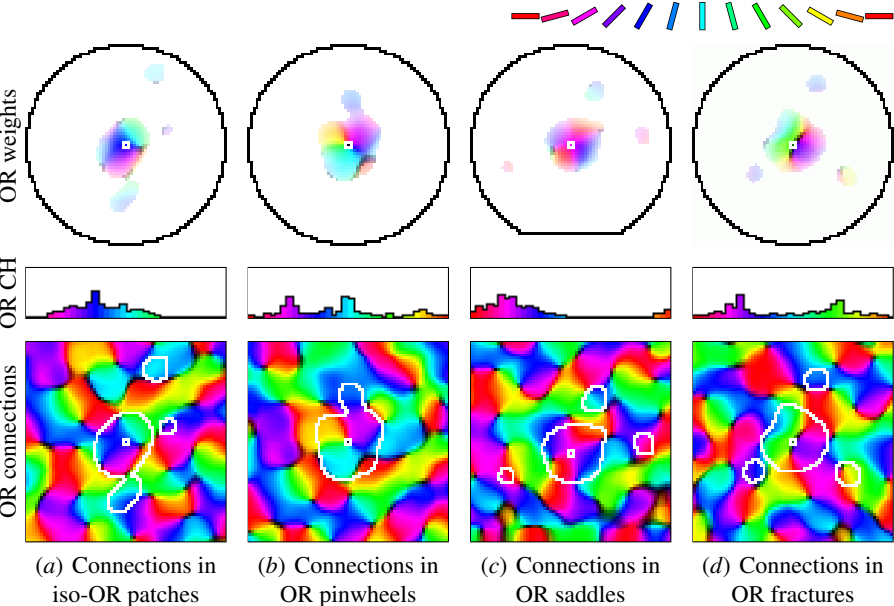 OR weights
OR CH
OR connections
(a) Connections in
iso-OR patches
(b) Connections in
OR pinwheels
(c) Connections in
OR saddles
(d) Connections in
OR fractures